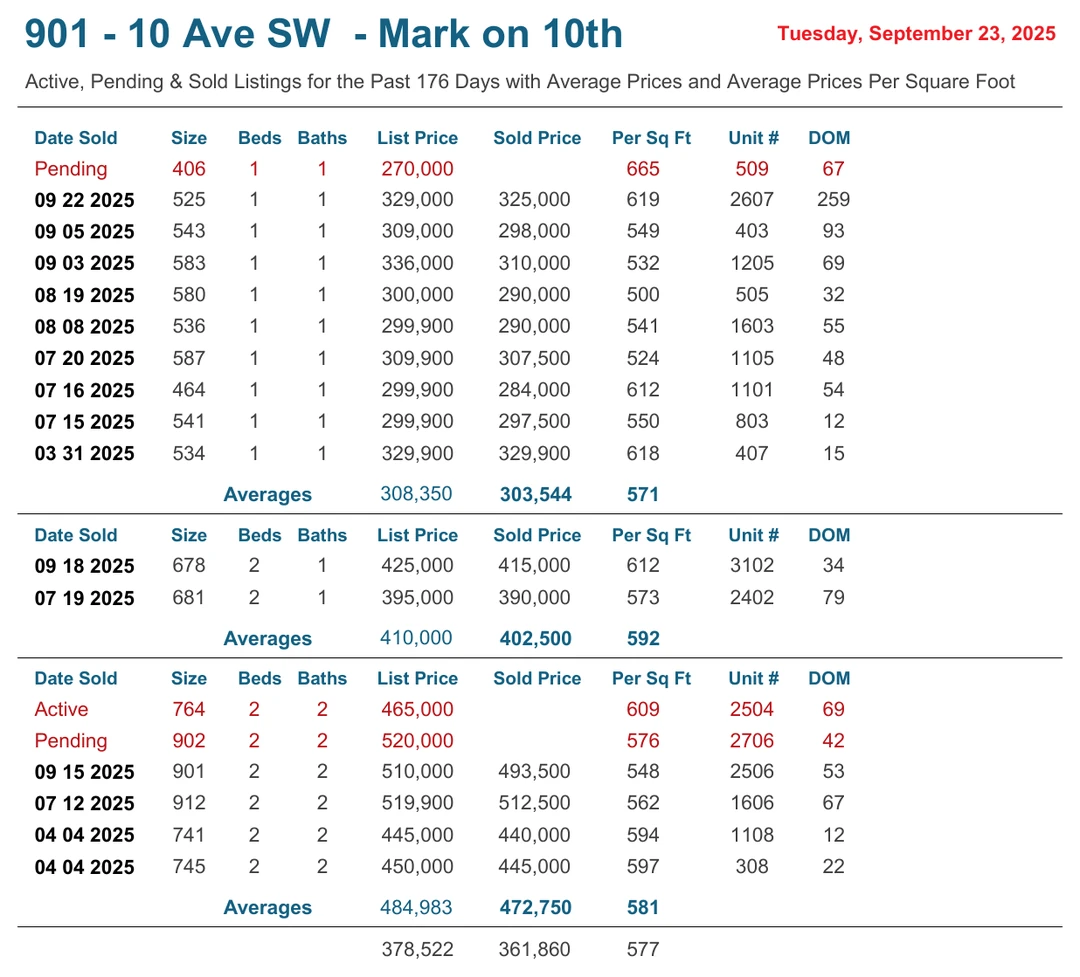 901 - 10 Ave SW - Mark on 10th Tuesday, September 23, 2025
Active, Pending & Sold Listings for the Past 176 Days with Average Prices and Average Prices Per Square Foot
Date Sold Size Beds Baths List Price Sold Price Per Sq Ft Unit # DOM
Pending 406 1 1 270,000 665 509 67
09 22 2025 525 1 1 329,000 325,000 619 2607 259
09 05 2025 543 1 1 309,000 298,000 549 403 93
09 03 2025 583 1 1 336,000 310,000 532 1205 69
08 19 2025 580 1 1 300,000 290,000 500 505 32
08 08 2025 536 1 1 299,900 290,000 541 1603 55
07 20 2025 587 1 1 309,900 307,500 524 1105 48
07 16 2025 464 1 1 299,900 284,000 612 1101 54
07 15 2025 541 1 1 299,900 297,500 550 803 12
03 31 2025 534 1 1 329,900 329,900 618 407 15
Averages 308,350 303,544 571
Date Sold Size Beds Baths List Price Sold Price Per Sq Ft Unit # DOM
09 18 2025 678 2 1 425,000 415,000 612 3102 34
07 19 2025 681 2 1 395,000 390,000 573 2402 79
Averages 410,000 402,500 592
Date Sold Size Beds Baths List Price Sold Price Per Sq Ft Unit # DOM
Active 764 2 2 465,000 609 2504 69
Pending 902 2 2 520,000 576 2706 42
09 15 2025 901 2 2 510,000 493,500 548 2506 53
07 12 2025 912 2 2 519,900 512,500 562 1606 67
04 04 2025 741 2 2 445,000 440,000 594 1108 12
04 04 2025 745 2 2 450,000 445,000 597 308 22
Averages 484,983 472,750 581
378,522 361,860 577